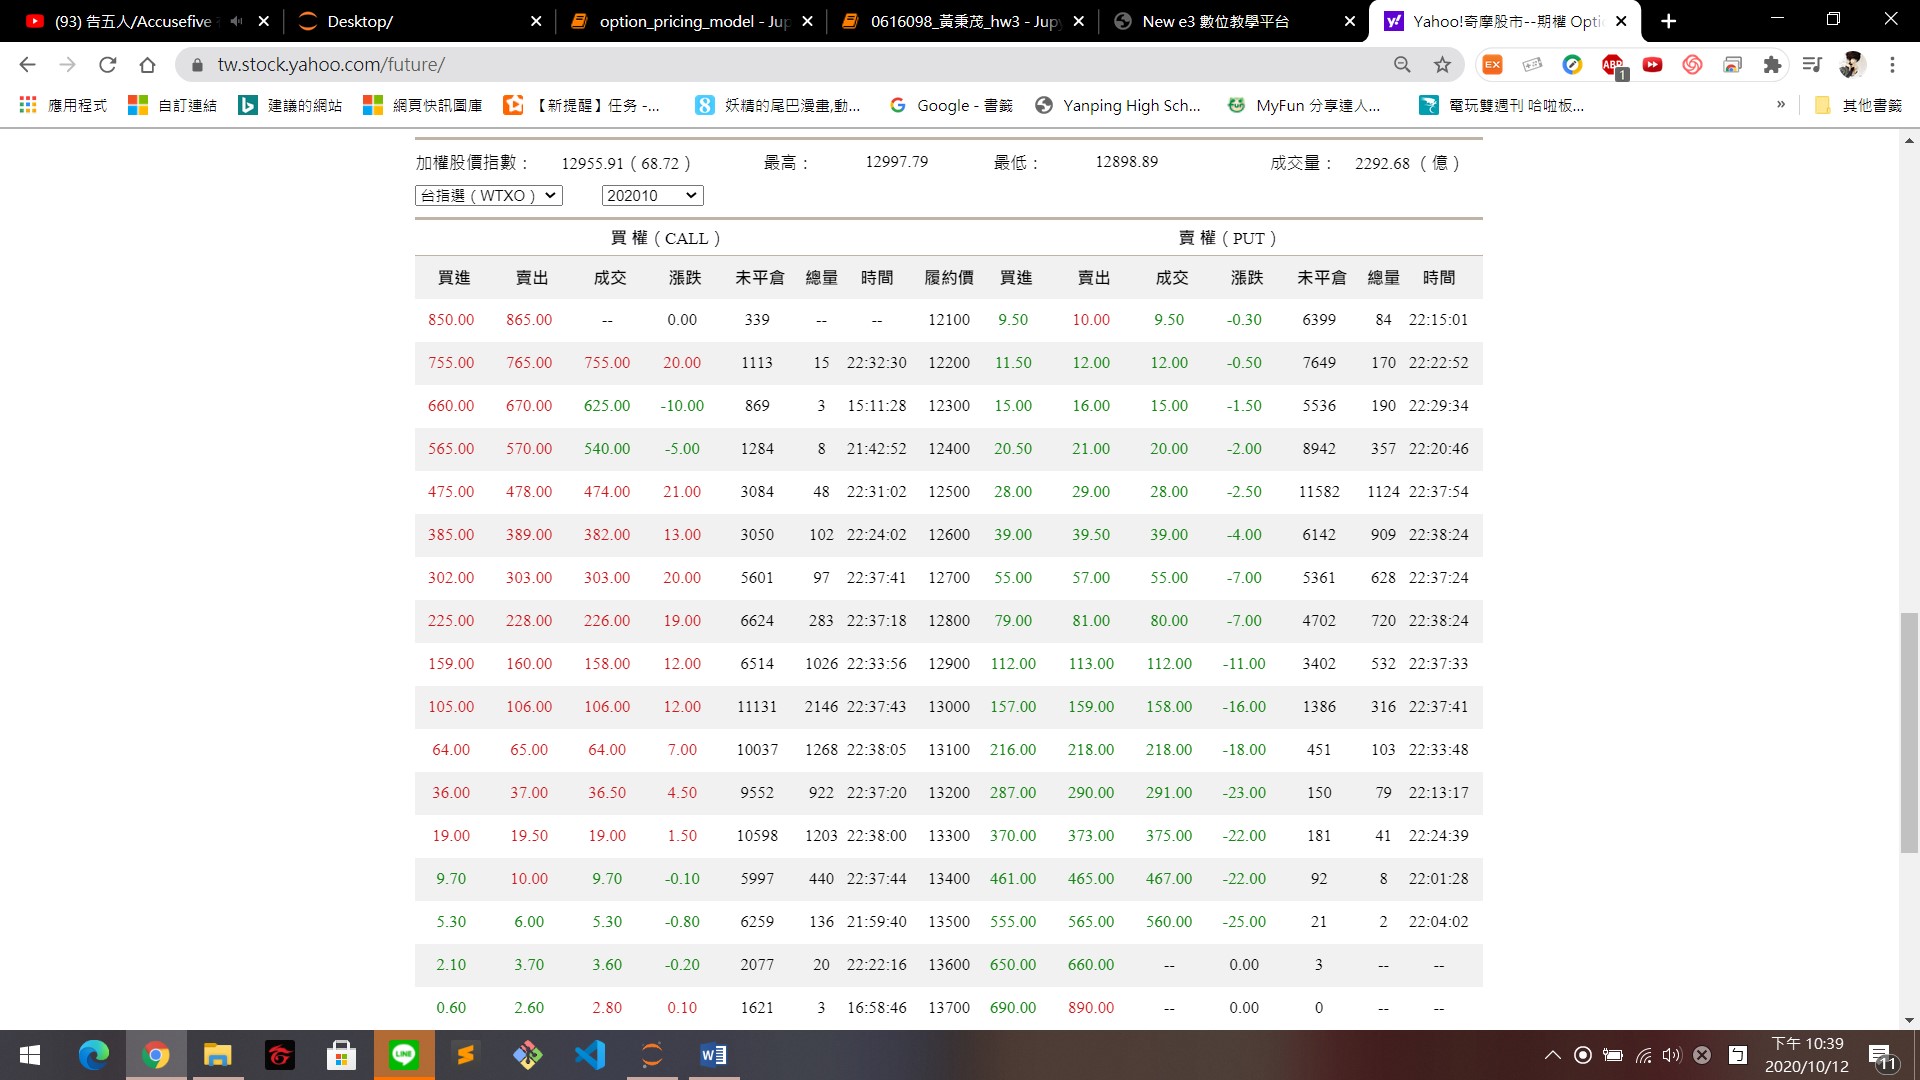 (93) 告五人/Accusefive
Desktop/
option_pricing_model - Jup
0616098_黃秉茂_hw3 - Jupy
New e3 數位教學平台
Yahoo!奇摩股市--期權 Opti
tw.stock.yahoo.com/future/
EX
ABP
1
應用程式
自訂連結
建議的網站
網頁快訊圖庫
【新提醒】任務 -...
妖精的尾巴漫畫,動...
Google - 書籤
Yanping High Sch...
MyFun 分享達人...
電玩雙週刊 哈啦板...
»
其他書籤
加權股價指數： 12955.91 ( 68.72 ) 最高： 12997.79 最低： 12898.89 成交量： 2292.68 （ 億 ）
台指選 ( WTXO ) 202010
買 權 ( CALL ) 賣 權 ( PUT )
買進 賣出 成交 漲跌 未平倉 總量 時間 履約價 買進 賣出 成交 漲跌 未平倉 總量 時間
850.00 865.00 -- 0.00 339 -- -- 12100 9.50 10.00 9.50 -0.30 6399 84 22:15:01
755.00 765.00 755.00 20.00 1113 15 22:32:30 12200 11.50 12.00 12.00 -0.50 7649 170 22:22:52
660.00 670.00 625.00 -10.00 869 3 15:11:28 12300 15.00 16.00 15.00 -1.50 5536 190 22:29:34
565.00 570.00 540.00 -5.00 1284 8 21:42:52 12400 20.50 21.00 20.00 -2.00 8942 357 22:20:46
475.00 478.00 474.00 21.00 3084 48 22:31:02 12500 28.00 29.00 28.00 -2.50 11582 1124 22:37:54
385.00 389.00 382.00 13.00 3050 102 22:24:02 12600 39.00 39.50 39.00 -4.00 6142 909 22:38:24
302.00 303.00 303.00 20.00 5601 97 22:37:41 12700 55.00 57.00 55.00 -7.00 5361 628 22:37:24
225.00 228.00 226.00 19.00 6624 283 22:37:18 12800 79.00 81.00 80.00 -7.00 4702 720 22:38:24
159.00 160.00 158.00 12.00 6514 1026 22:33:56 12900 112.00 113.00 112.00 -11.00 3402 532 22:37:33
105.00 106.00 106.00 12.00 11131 2146 22:37:43 13000 157.00 159.00 158.00 -16.00 1386 316 22:37:41
64.00 65.00 64.00 7.00 10037 1268 22:38:05 13100 216.00 218.00 218.00 -18.00 451 103 22:33:48
36.00 37.00 36.50 4.50 9552 922 22:37:20 13200 287.00 290.00 291.00 -23.00 150 79 22:13:17
19.00 19.50 19.00 1.50 10598 1203 22:38:00 13300 370.00 373.00 375.00 -22.00 181 41 22:24:39
9.70 10.00 9.70 -0.10 5997 440 22:37:44 13400 461.00 465.00 467.00 -22.00 92 8 22:01:28
5.30 6.00 5.30 -0.80 6259 136 21:59:40 13500 555.00 565.00 560.00 -25.00 21 2 22:04:02
2.10 3.70 3.60 -0.20 2077 20 22:22:16 13600 650.00 660.00 -- 0.00 3 -- --
0.60 2.60 2.80 0.10 1621 3 16:58:46 13700 690.00 890.00 -- 0.00 0 -- --
LINE
ㄅ
下午 10:39
2020/10/12
11